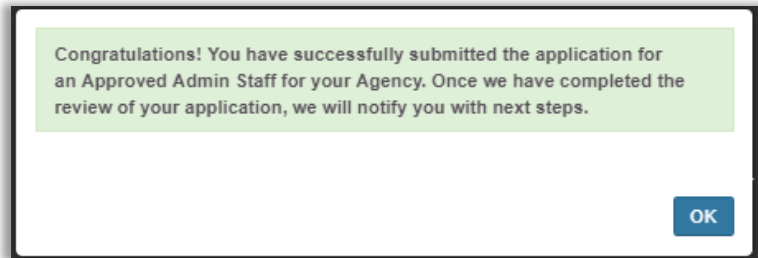 Congratulations! You have successfully submitted the application for
an Approved Admin Staff for your Agency. Once we have completed the
review of your application, we will notify you with next steps.
OK